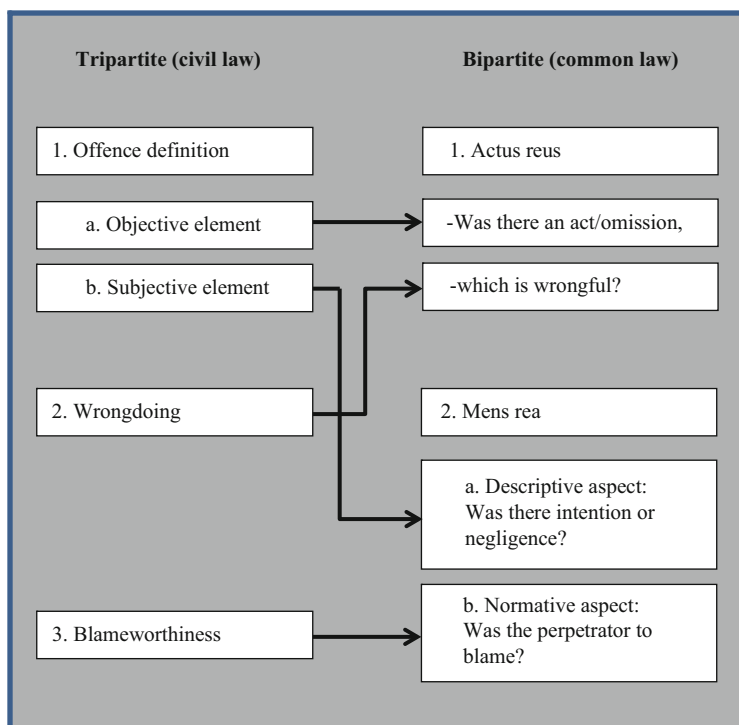 Tripartite (civil law)
Bipartite (common law)
1. Offence definition
1. Actus reus
a. Objective element
-Was there an act/omission,
b. Subjective element
-which is wrongful?
2. Wrongdoing
2. Mens rea
a. Descriptive aspect:
Was there intention or
negligence?
3. Blameworthiness
b. Normative aspect:
Was the perpetrator to
blame?